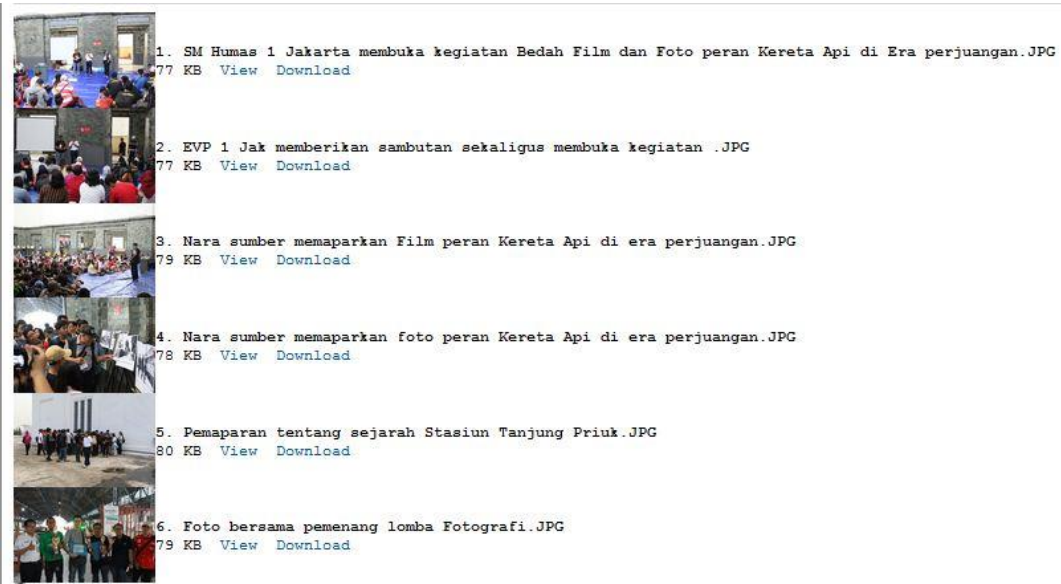 1. SM Humas 1 Jakarta membuka kegiatan Bedah Film dan Foto peran Kereta Api di Era perjuangan.JPG
77 KB View Download
2. EVP 1 Jak memberikan sambutan sekaligus membuka kegiatan .JPG
77 KB View Download
3. Nara sumber memaparkan Film peran Kereta Api di era perjuangan.JPG
79 KB View Download
4. Nara sumber memaparkan foto peran Kereta Api di era perjuangan.JPG
78 KB View Download
5. Pemaparan tentang sejarah Stasiun Tanjung Priuk.JPG
80 KB View Download
6. Foto bersama pemenang lomba Fotografi.JPG
79 KB View Download